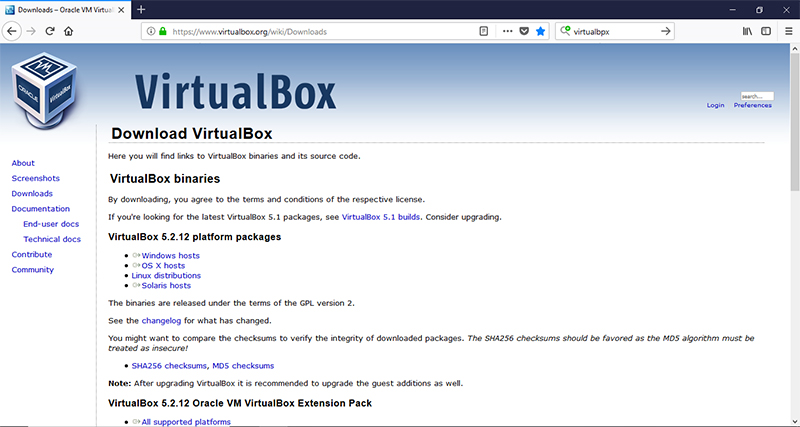 Downloads – Oracle VM Virtual
https://www.virtualbox.org/wiki/Downloads
virtualbpx
VM
ORACLE
VirtualBox
VirtualBox
search...
Login Preferences
About
Screenshots
Downloads
Documentation
End-user docs
Technical docs
Contribute
Community
Download VirtualBox
Here you will find links to VirtualBox binaries and its source code.
VirtualBox binaries
By downloading, you agree to the terms and conditions of the respective license.
If you're looking for the latest VirtualBox 5.1 packages, see VirtualBox 5.1 builds. Consider upgrading.
VirtualBox 5.2.12 platform packages
Windows hosts
OS X hosts
Linux distributions
Solaris hosts
The binaries are released under the terms of the GPL version 2.
See the changelog for what has changed.
You might want to compare the checksums to verify the integrity of downloaded packages. The SHA256 checksums should be favored as the MD5 algorithm must be
treated as insecure!
SHA256 checksums, MD5 checksums
Note: After upgrading VirtualBox it is recommended to upgrade the guest additions as well.
VirtualBox 5.2.12 Oracle VM VirtualBox Extension Pack
All supported platforms